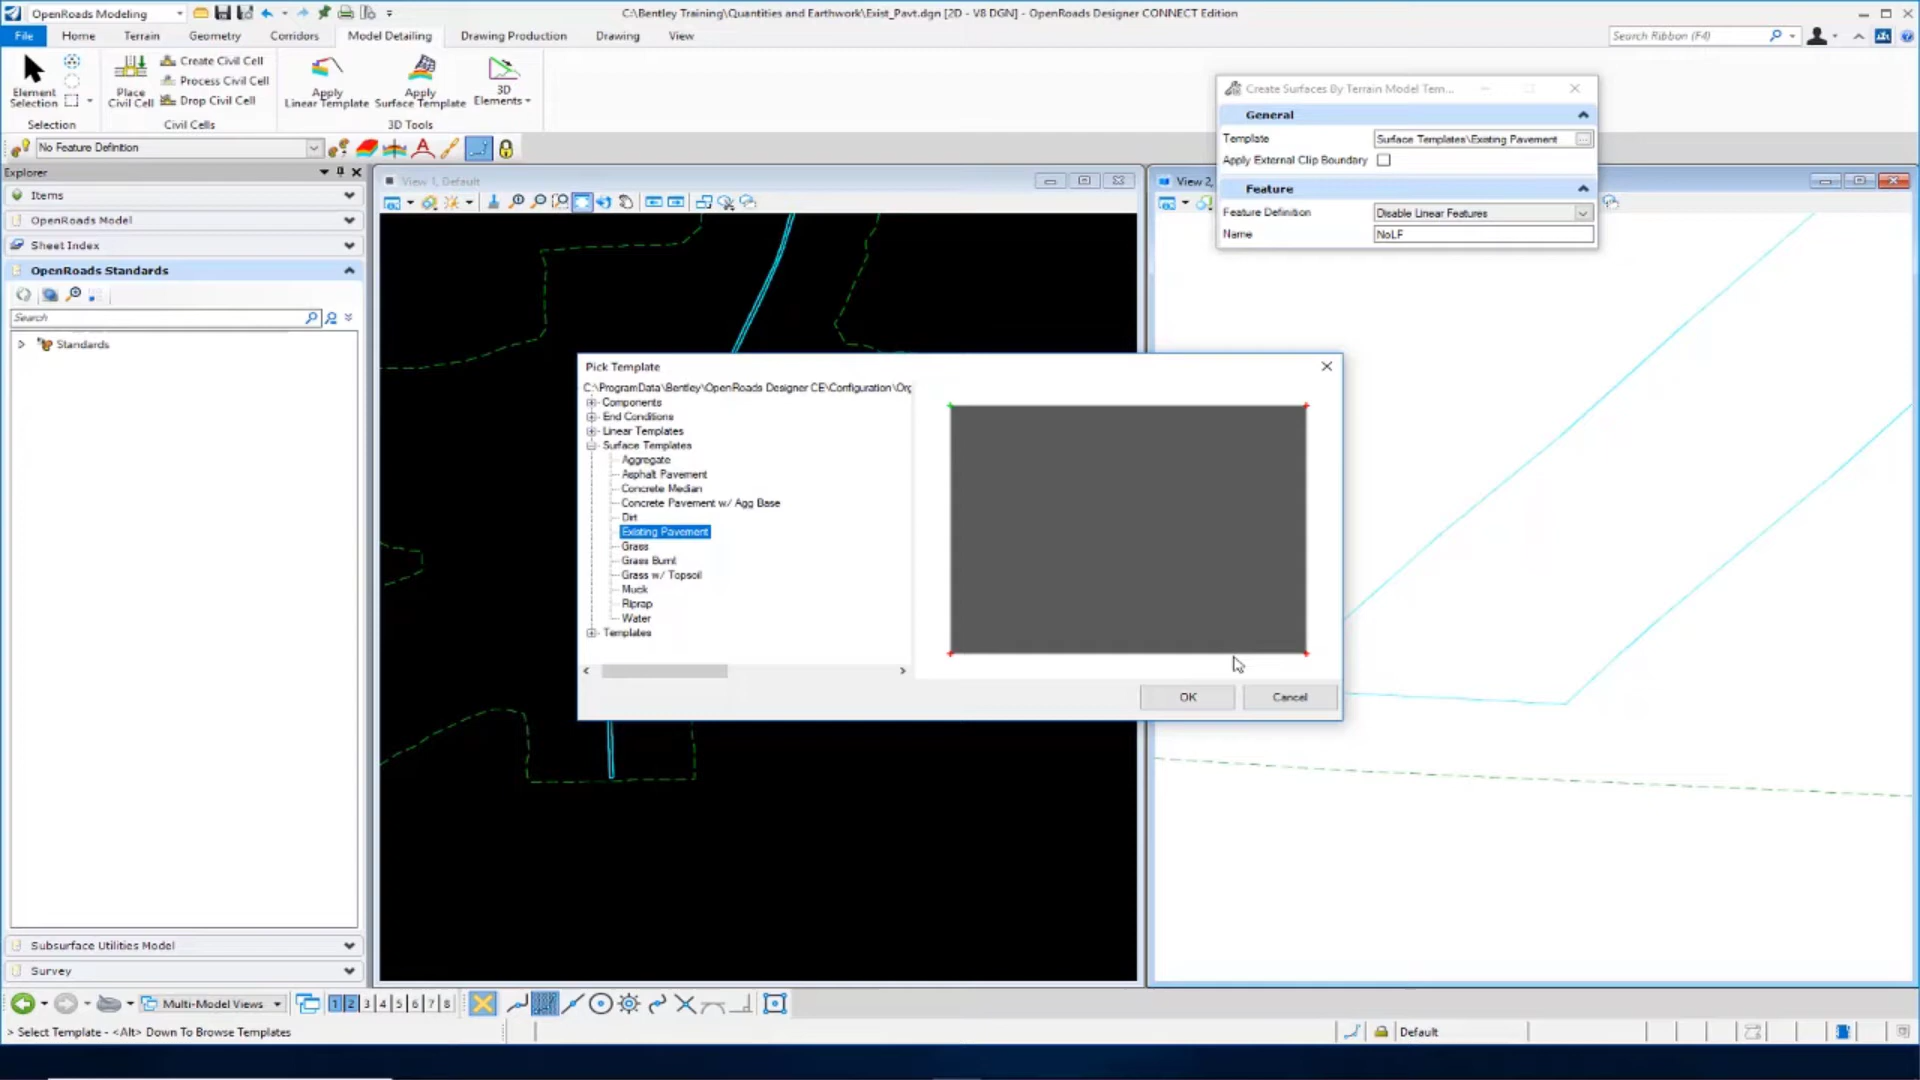 OpenRoads Modeling
C:\Bentley Training\Quantities and Earthwork\Exist_Pavt.dgn [2D - V8 DGN] - OpenRoads Designer CONNECT Edition
File Home Terrain Geometry Corridors Model Detailing Drawing Production Drawing View
Search Ribbon (F4)
Element Selection
Place Civil Cell
Create Civil Cell
Process Civil Cell
Drop Civil Cell
Apply Linear Template
Apply Surface Template
3D Elements
Selection
Civil Cells
3D Tools
No Feature Definition
Create Surfaces By Terrain Model Tem...
General
Template Surface Templates\Existing Pavement
Apply External Clip Boundary
Feature
Feature Definition Disable Linear Features
Name NoLF
Explorer
Items
OpenRoads Model
Sheet Index
OpenRoads Standards
Search
Standards
Subsurface Utilities Model
Survey
View 1, Default
View 2,
Pick Template
C:\ProgramData\Bentley\OpenRoads Designer CE\Configuration\Org
Components
End Conditions
Linear Templates
Surface Templates
Aggregate
Asphalt Pavement
Concrete Median
Concrete Pavement w/ Agg Base
Dirt
Existing Pavement
Grass
Grass Burnt
Grass w/ Topsoil
Muck
Riprap
Water
Templates
OK
Cancel
Multi-Model Views
1 2 3 4 5 6 7 8
> Select Template - <Alt> Down To Browse Templates
Default